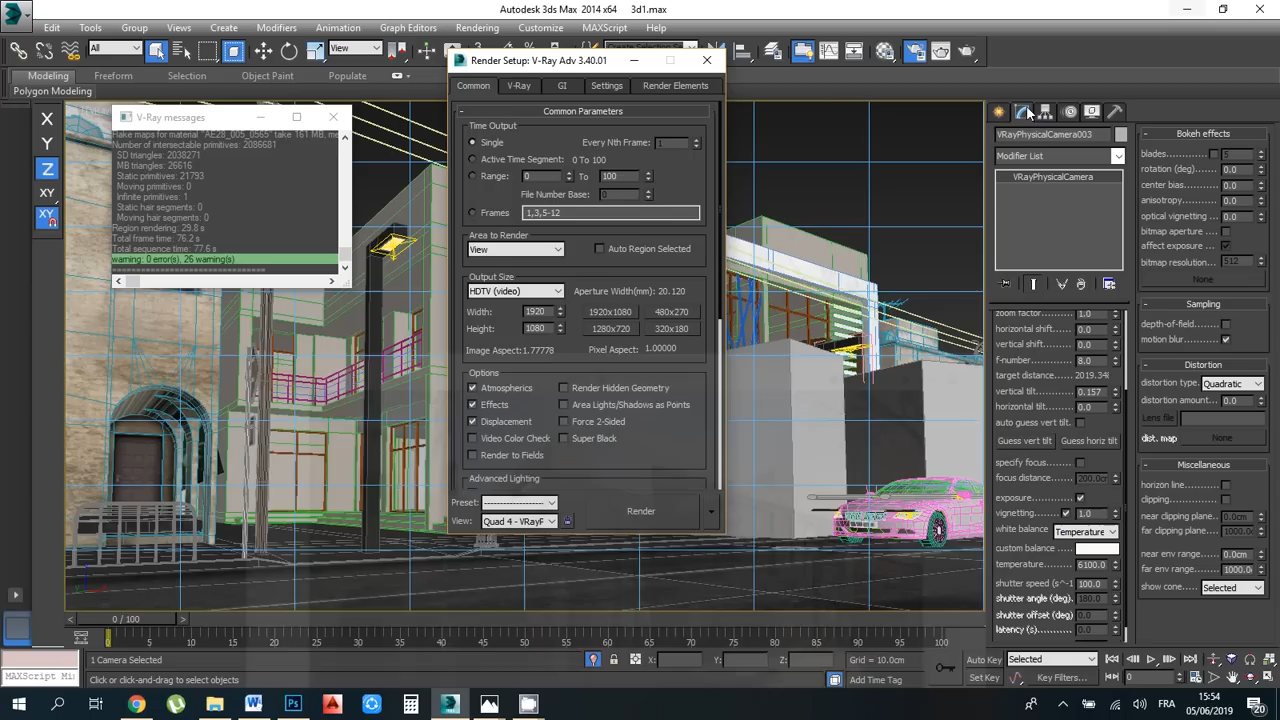 Autodesk 3ds Max 2014 x64 3d1.max
Edit Tools Group Views Create Modifiers Animation Graph Editors Rendering Customize MAXScript Help
All View
Modeling Freeform Selection Object Paint Populate
Polygon Modeling
X
Y
Z
XY
XY
V-Ray messages
Number of intersectable primitives: 2086681
SD triangles: 2038271
MB triangles: 26616
Static primitives: 21793
Moving primitives: 0
Infinite primitives: 1
Static hair segments: 0
Moving hair segments: 0
Region rendering: 29.8 s
Total frame time: 76.2 s
Total sequence time: 77.6 s
warning: 0 error(s), 26 warning(s)
==============================
Render Setup: V-Ray Adv 3.40.01
Common V-Ray GI Settings Render Elements
Common Parameters
Time Output
Single Every Nth Frame: 1
Active Time Segment: 0 To 100
Range: 0 To 100
File Number Base: 0
Frames 1,3,5-12
Area to Render
View Auto Region Selected
Output Size
HDTV (video) Aperture Width(mm): 20.120
Width: 1920 1920x1080 480x270
Height: 1080 1280x720 320x180
Image Aspect:1.77778 Pixel Aspect: 1.00000
Options
Atmospherics Render Hidden Geometry
Effects Area Lights/Shadows as Points
Displacement Force 2-Sided
Video Color Check Super Black
Render to Fields
Advanced Lighting
Preset: --------------------
View: Quad 4 - VRayF Render
VRayPhysicalCamera003
Modifier List
VRayPhysicalCamera
zoom factor 1.0
horizontal shift 0.0
vertical shift 0.0
f-number 8.0
target distance 2019.34
vertical tilt 0.157
horizontal tilt 0.0
auto guess vert tilt
Guess vert tilt Guess horiz tilt
specify focus
focus distance 200.0c
exposure
vignetting 1.0
white balance Temperature
custom balance
temperature 6100.0
shutter speed (s^-1 100.0
shutter angle (deg) 180.0
shutter offset (deg) 0.0
latency (s) 0.0
Bokeh effects
blades 5
rotation (deg) 0.0
center bias 0.0
anisotropy 0.0
optical vignetting 0.0
bitmap aperture
affect exposure
bitmap resolution 512
None
Sampling
depth-of-field
motion blur
Distortion
distortion type Quadratic
distortion amount 0.0
Lens file
dist. map None
Miscellaneous
horizon line
clipping
near clipping plane 0.0cm
far clipping plane 1000.0
near env range 0.0cm
far env range 1000.0
show cone Selected
< 0 / 100 >
0 5 10 15 20 25 30 35 40 45 50 55 60 65 70 75 80 85 90 95 100
MAXScript Mi
1 Camera Selected X: Y: Z: Grid = 10.0cm
Click or click-and-drag to select objects Add Time Tag
Auto Key Selected
Set Key Key Filters... 0
FRA
15:54
05/06/2019
20